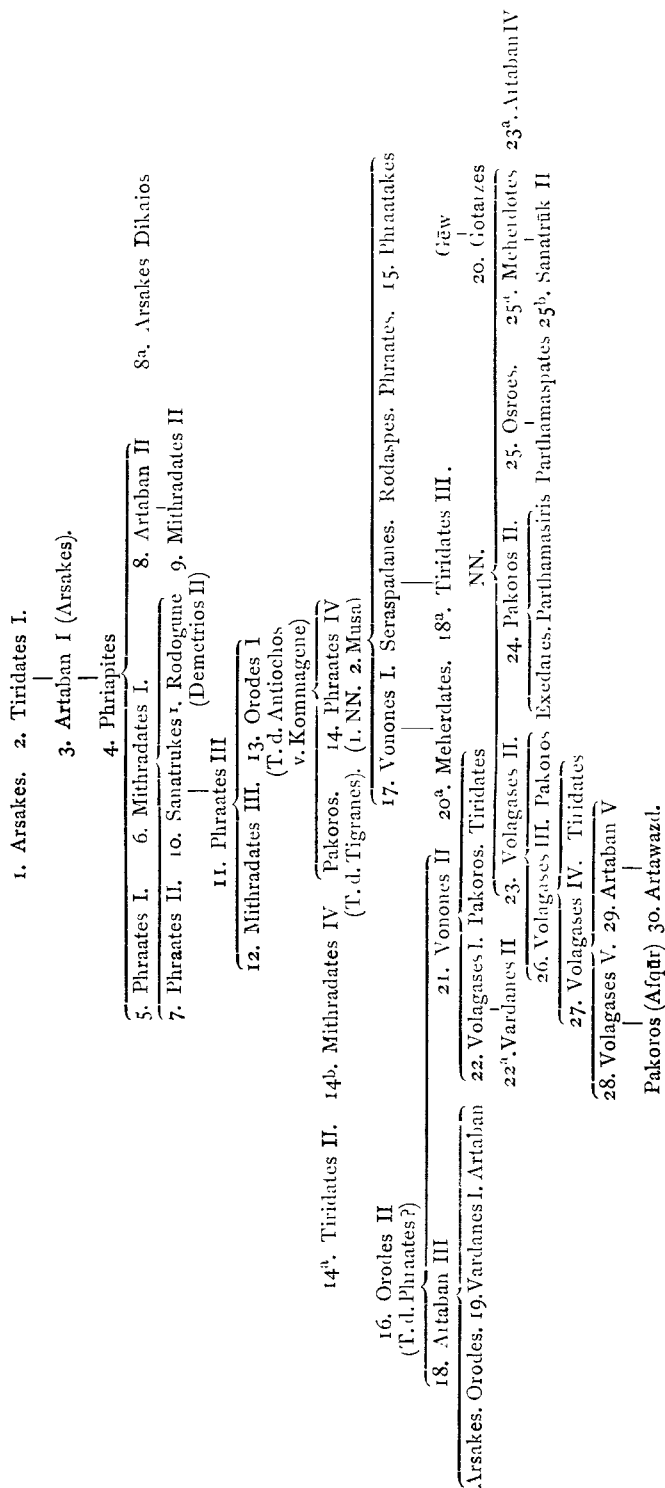 1. Arsakes. 2. Tiridates I.
3. Artaban I (Arsakes).
4. Phriapites
5. Phraates I. 6. Mithradates I. 8. Artaban II 8a. Arsakes Dikaios
7. Phraates II. 10. Sanatrukes 1, Rodogune 9. Mithradates II
(Demetrios II)
11. Phraates III
12. Mithradates III. 13. Orodes I
(T. d. Antiochos
v. Kommagene)
14a. Tiridates II. 14b. Mithradates IV Pakoros. 14. Phraates IV
(T. d. Tigranes). (1. NN. 2. Musa)
16. Orodes II 17. Vonones I. Seraspadanes. Rodaspes. Phraates. 15. Phraatakes
(T. d. Phraates?)
18. Artaban III 21. Vonones II 20a. Meherdates. 18a. Tiridates III. Gēw
Arsakes. Orodes. 19. Vardanes I. Artaban 22. Volagases I. Pakoros. Tiridates NN. 20. Gotarzes
22a. Vardanes II 23. Volagases II. 24. Pakoros II. 25. Osroes. 25a. Meherdotes 23a. Artaban IV
26. Volagases III. Pakoros Exedares. Parthamasiris Parthamaspates 25b. Sanatrūk II
27. Volagases IV. Tiridates
28. Volagases V. 29. Artaban V
Pakoros (Afqūr) 30. Artawazd.